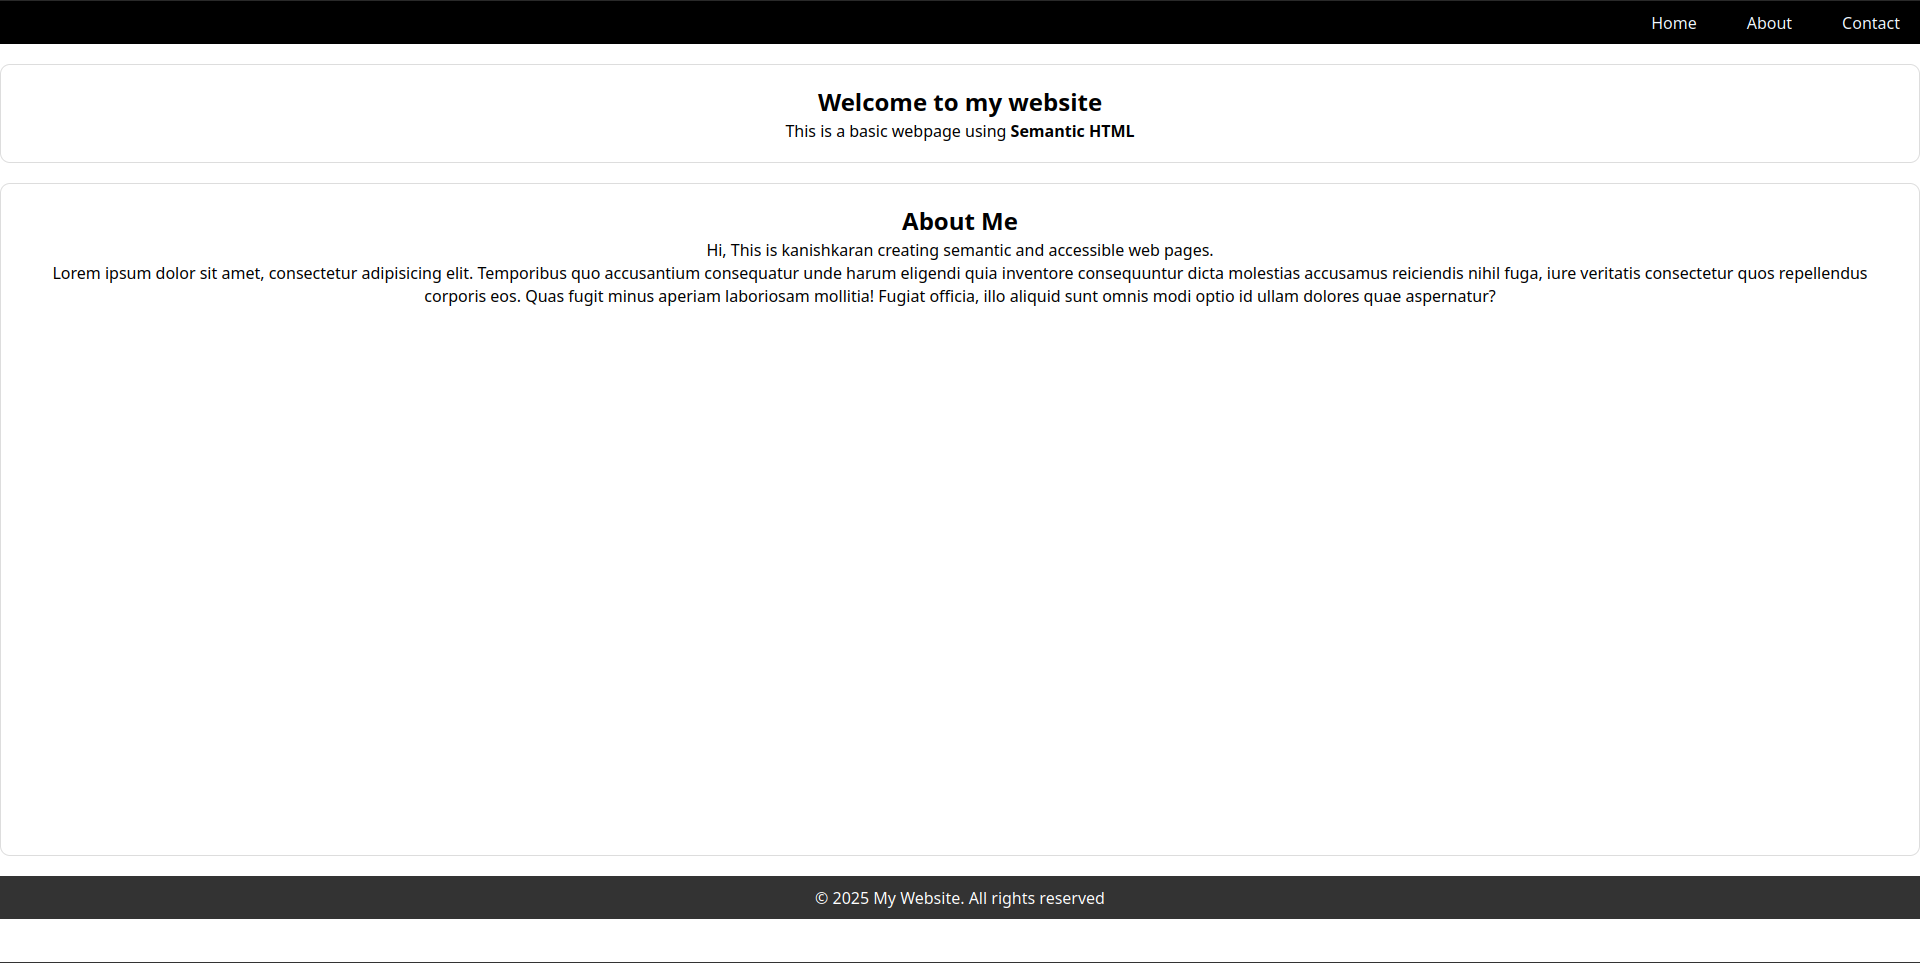 Home About Contact
Welcome to my website
This is a basic webpage using Semantic HTML
About Me
Hi, This is kanishkaran creating semantic and accessible web pages.
Lorem ipsum dolor sit amet, consectetur adipisicing elit. Temporibus quo accusantium consequatur unde harum eligendi quia inventore consequuntur dicta molestias accusamus reiciendis nihil fuga, iure veritatis consectetur quos repellendus
corporis eos. Quas fugit minus aperiam laboriosam mollitia! Fugiat officia, illo aliquid sunt omnis modi optio id ullam dolores quae aspernatur?
© 2025 My Website. All rights reserved